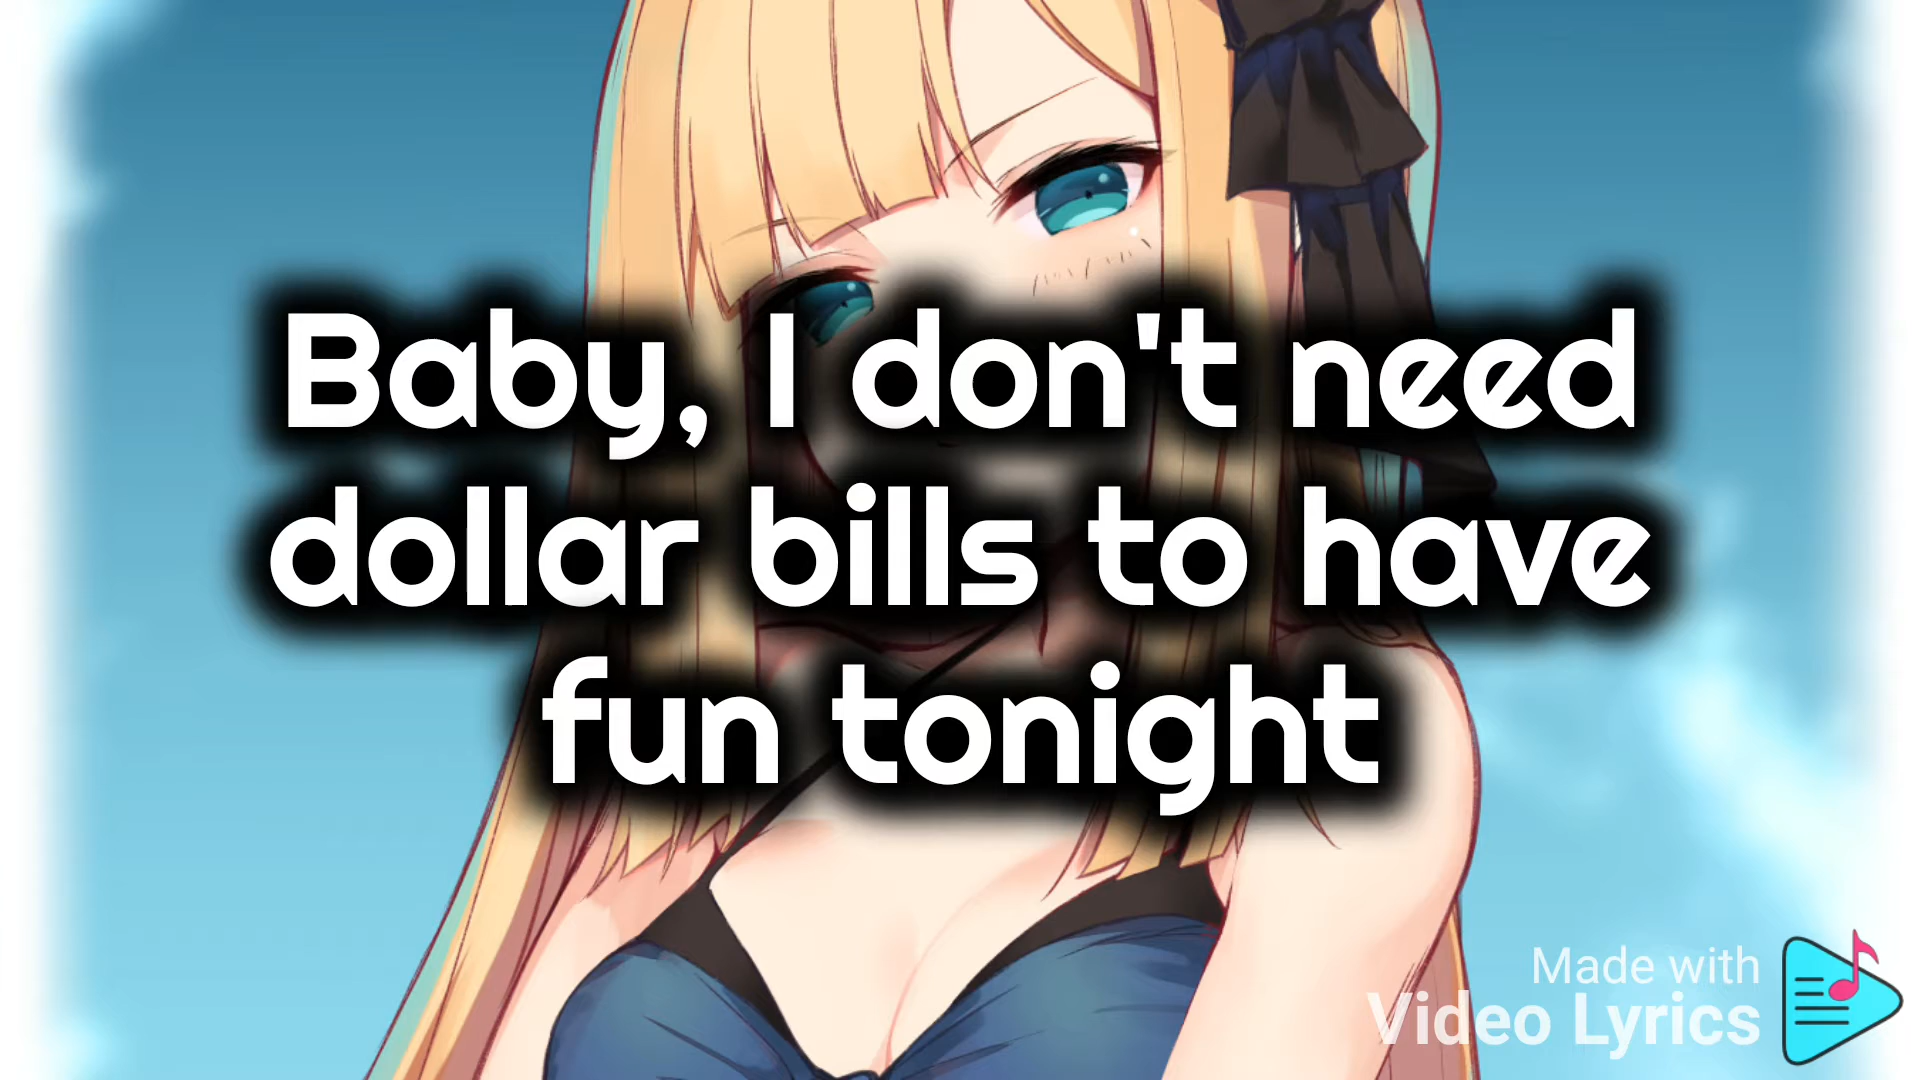 Baby, I don't need
dollar bills to have
fun tonight
Made with
Video Lyrics